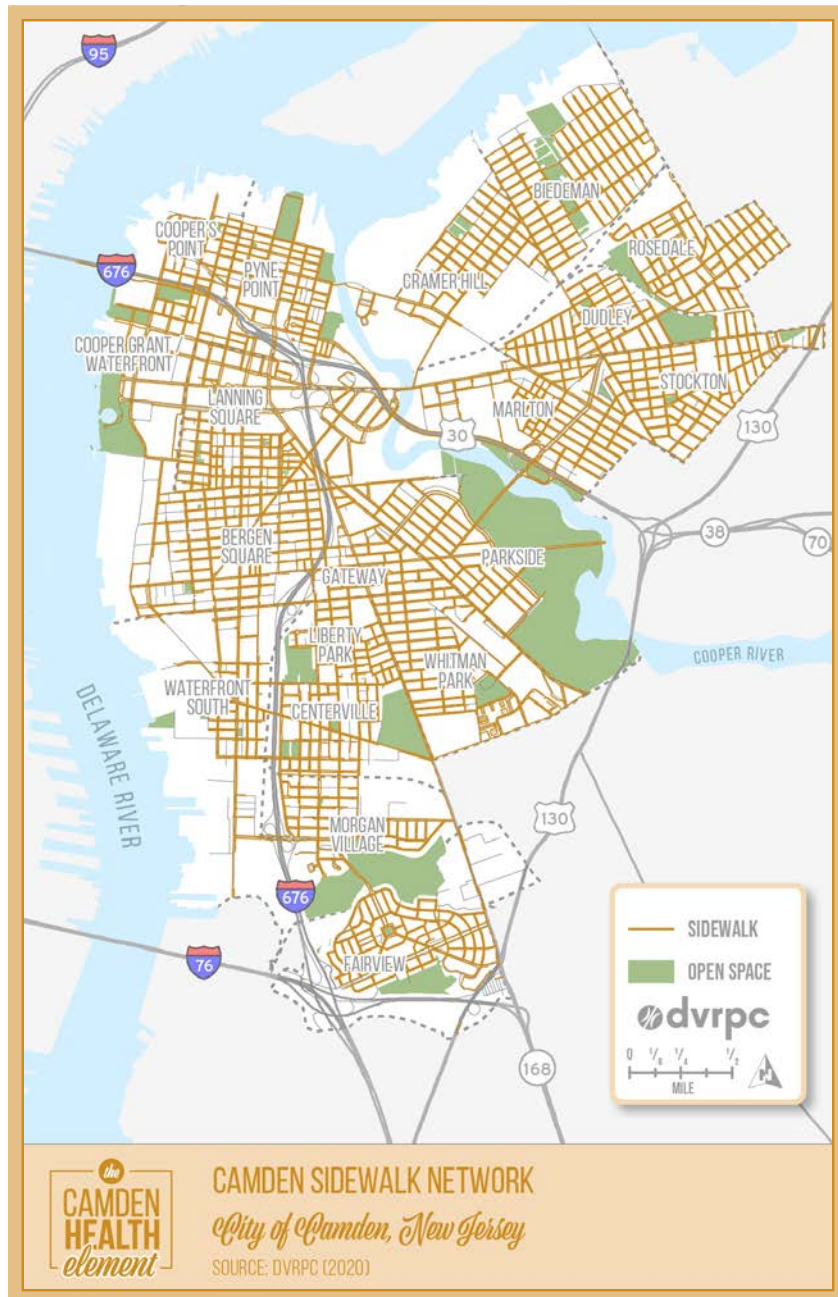 95
BIEDEMAN
COOPER'S
POINT
ROSEDALE
676
PYNE
POINT
CRAMER HILL
DUDLEY
COOPER GRANT /
WATERFRONT
LANNING
SQUARE
MARLTON
STOCKTON
30
130
38
70
BERGEN
SQUARE
PARKSIDE
GATEWAY
LIBERTY
PARK
WHITMAN
PARK
COOPER RIVER
WATERFRONT
SOUTH
CENTERVILLE
DELAWARE RIVER
MORGAN
VILLAGE
130
676
76
FAIRVIEW
168
SIDEWALK
OPEN SPACE
dvrpc
0 1/8 1/4 1/2
MILE
the
CAMDEN
HEALTH
element
CAMDEN SIDEWALK NETWORK
City of Camden, New Jersey
SOURCE: DVRPC (2020)